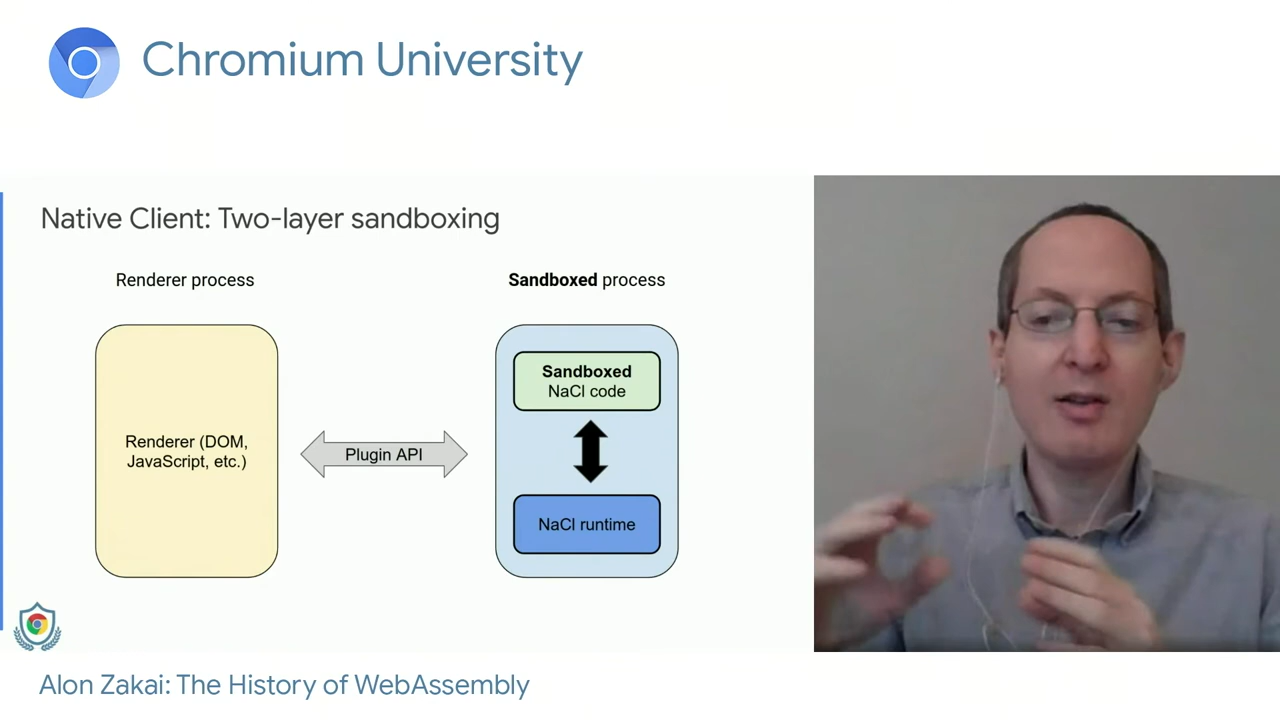 Chromium University
Native Client: Two-layer sandboxing
Renderer process
Sandboxed process
Renderer (DOM,
JavaScript, etc.)
Plugin API
Sandboxed
NaCl code
NaCl runtime
Alon Zakai: The History of WebAssembly